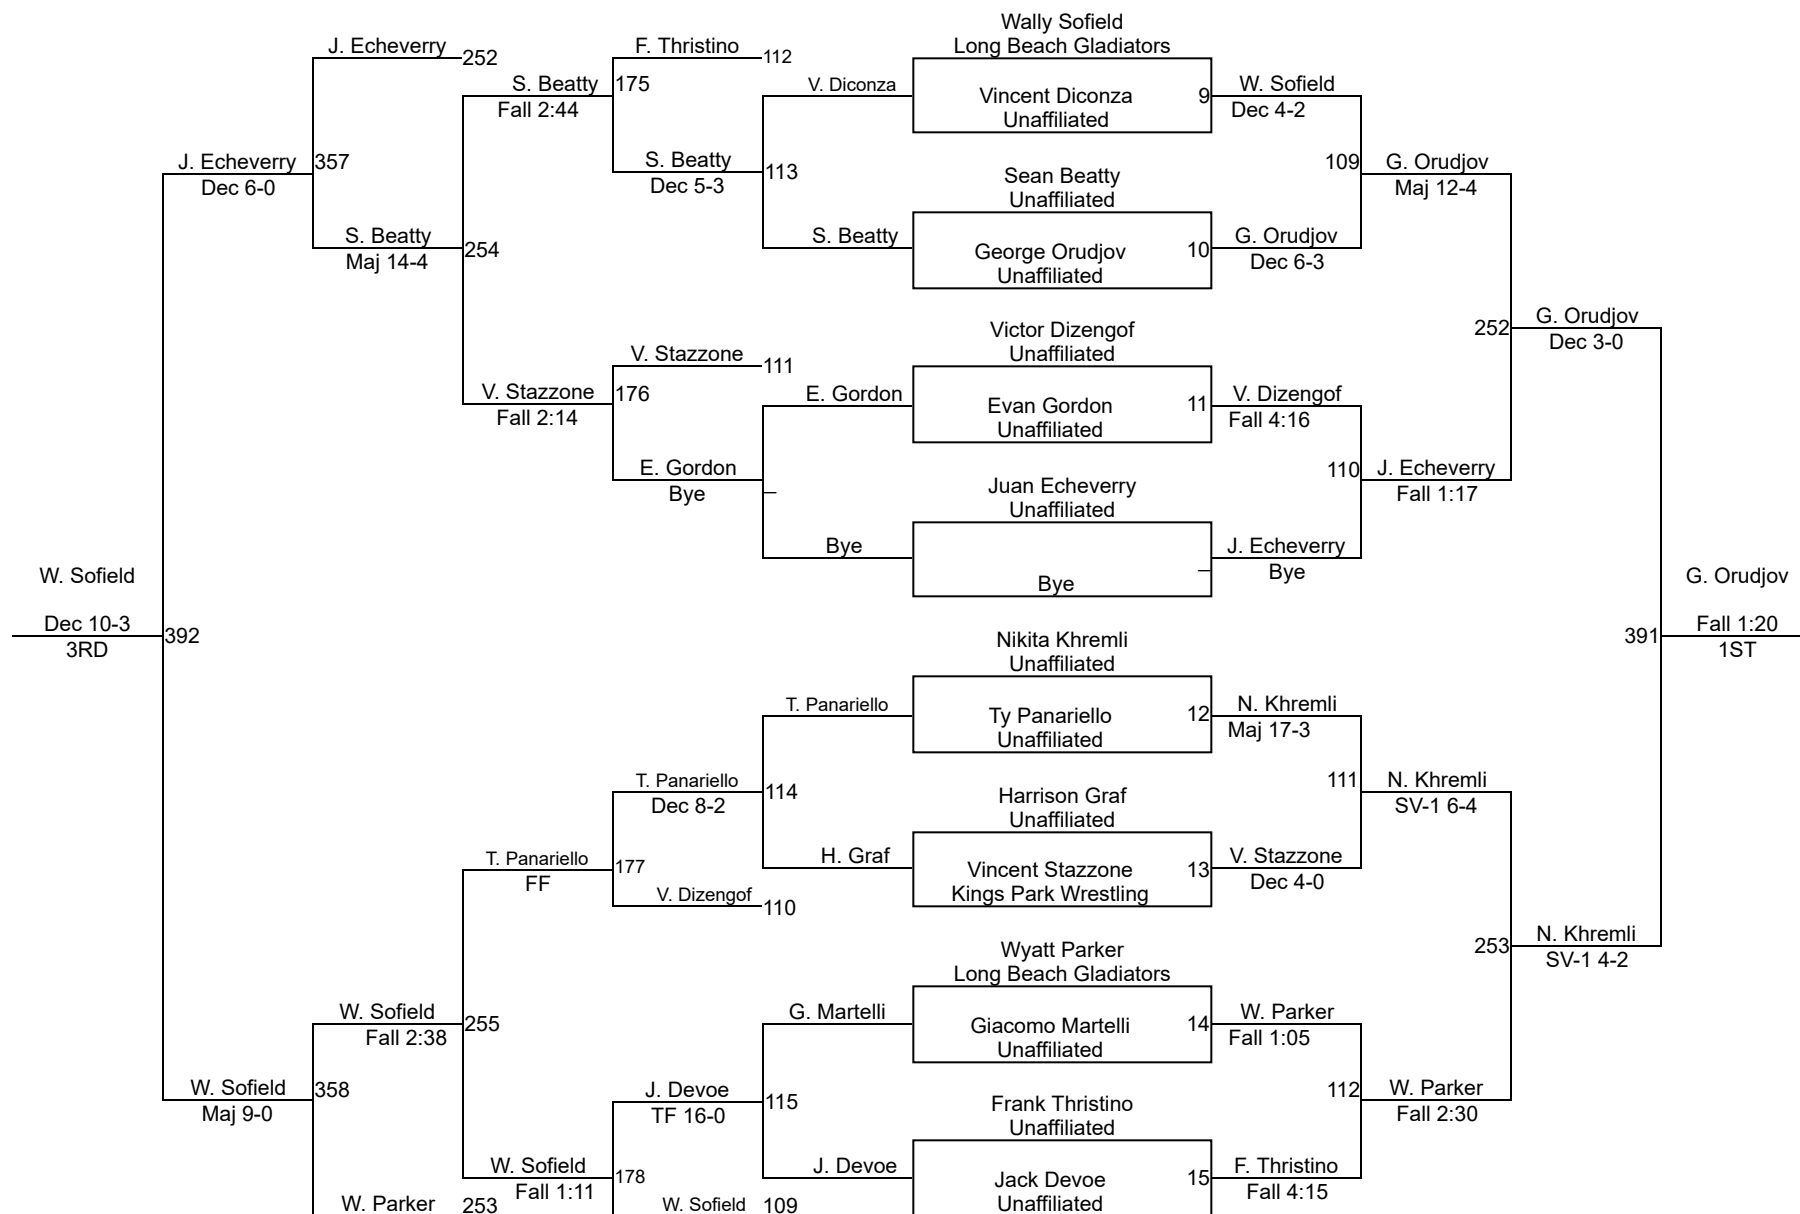 Wally Sofield
J. Echeverry 252 F. Thristino 112 Long Beach Gladiators
S. Beatty 175 V. Diconza Vincent Diconza 9 W. Sofield
Fall 2:44 Unaffiliated Dec 4-2
J. Echeverry 357 S. Beatty 113 Sean Beatty 109 G. Orudjov
Dec 6-0 Dec 5-3 Unaffiliated Maj 12-4
S. Beatty 254 S. Beatty George Orudjov 10 G. Orudjov
Maj 14-4 Unaffiliated Dec 6-3
Victor Dizengof 252 G. Orudjov
V. Stazzone 111 Unaffiliated Dec 3-0
V. Stazzone 176 E. Gordon Evan Gordon 11 V. Dizengof
Fall 2:14 Unaffiliated Fall 4:16
E. Gordon Juan Echeverry 110 J. Echeverry
Bye – Unaffiliated Fall 1:17
Bye J. Echeverry
W. Sofield Bye – Bye G. Orudjov
Dec 10-3 392 Nikita Khremli 391 Fall 1:20
3RD Unaffiliated 1ST
T. Panariello Ty Panariello 12 N. Khremli
Unaffiliated Maj 17-3
T. Panariello 114 Harrison Graf 111 N. Khremli
Dec 8-2 Unaffiliated SV-1 6-4
T. Panariello 177 H. Graf Vincent Stazzone 13 V. Stazzone
FF V. Dizengof 110 Kings Park Wrestling Dec 4-0
Wyatt Parker 253 N. Khremli
Long Beach Gladiators SV-1 4-2
W. Sofield 255 G. Martelli Giacomo Martelli 14 W. Parker
Fall 2:38 Unaffiliated Fall 1:05
W. Sofield 358 J. Devoe 115 Frank Thristino 112 W. Parker
Maj 9-0 TF 16-0 Unaffiliated Fall 2:30
W. Sofield 178 J. Devoe Jack Devoe 15 F. Thristino
Fall 1:11 Unaffiliated Fall 4:15
W. Parker 253 W. Sofield 109